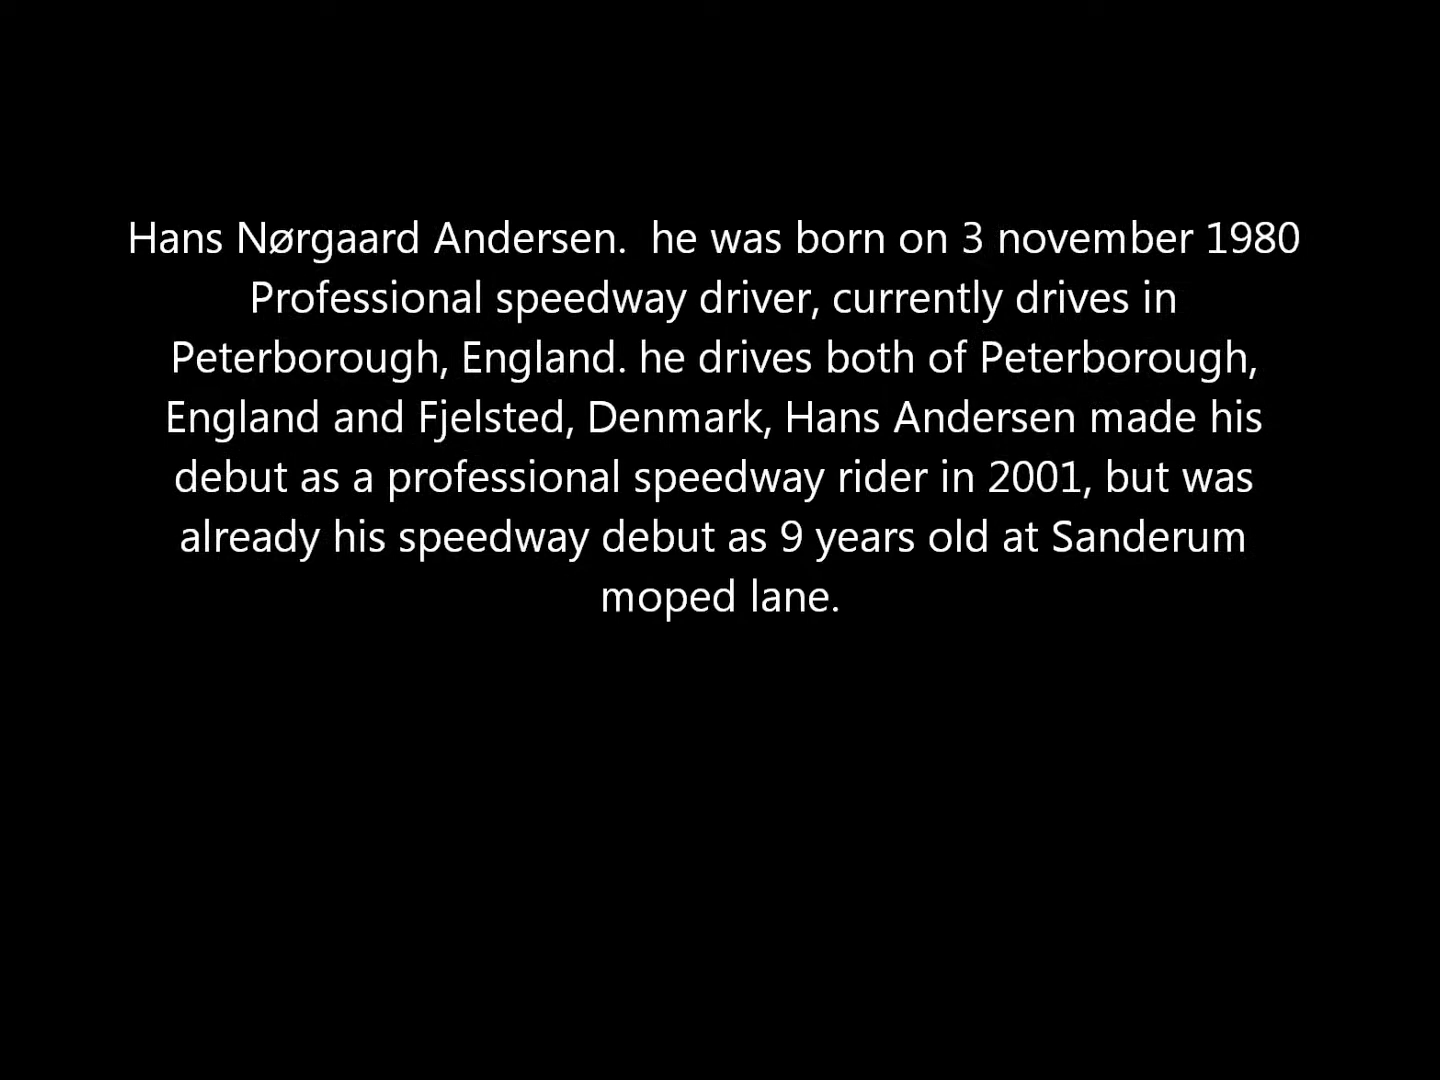 Hans Nørgaard Andersen.  he was born on 3 november 1980
Professional speedway driver, currently drives in
Peterborough, England. he drives both of Peterborough,
England and Fjelsted, Denmark, Hans Andersen made his
debut as a professional speedway rider in 2001, but was
already his speedway debut as 9 years old at Sanderum
moped lane.